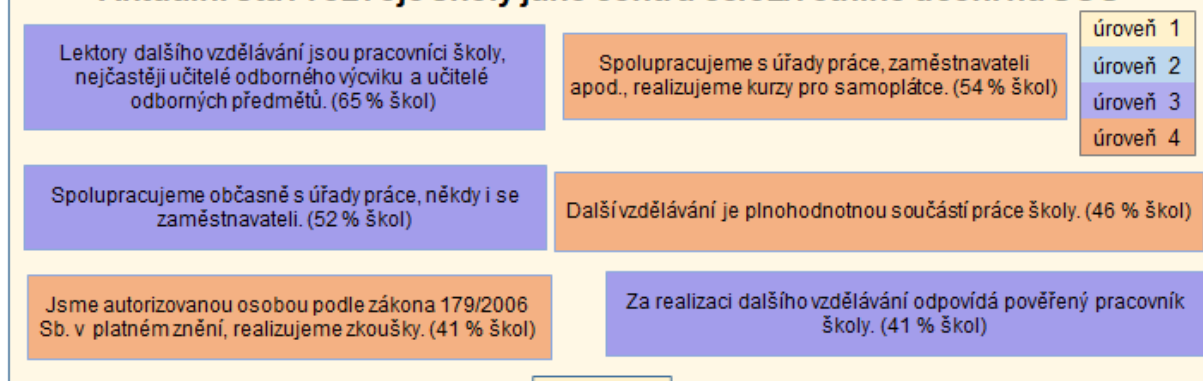 Lektory dalšího vzdělávání jsou pracovníci školy,
nejčastěji učitelé odborného výcviku a učitelé
odborných předmětů. (65 % škol)
Spolupracujeme s úřady práce, zaměstnavateli
apod., realizujeme kurzy pro samoplátce. (54 % škol)
úroveň 1
úroveň 2
úroveň 3
úroveň 4
Spolupracujeme občasně s úřady práce, někdy i se
zaměstnavateli. (52 % škol)
Další vzdělávání je plnohodnotnou součástí práce školy. (46 % škol)
Jsme autorizovanou osobou podle zákona 179/2006
Sb. v platném znění, realizujeme zkoušky. (41 % škol)
Za realizaci dalšího vzdělávání odpovídá pověřený pracovník
školy. (41 % škol)